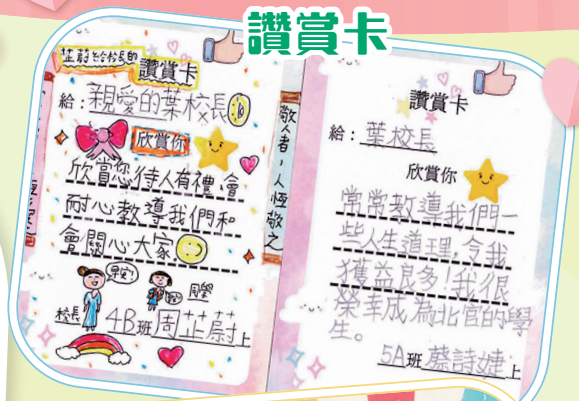 讚賞卡
芷蔚給校長的
讚賞卡
給：親愛的葉校長
欣賞你
欣賞您待人有禮,會
耐心教導我們和
會關心大家
早安!
同學
校長
4B班周芷蔚上
敬人者，人恆敬之
讚賞卡
給：葉校長
欣賞你
常常教導我們一
些人生道理,令我
獲益良多!我很
榮幸成為北官的學
生。
5A班蔡詩婕上